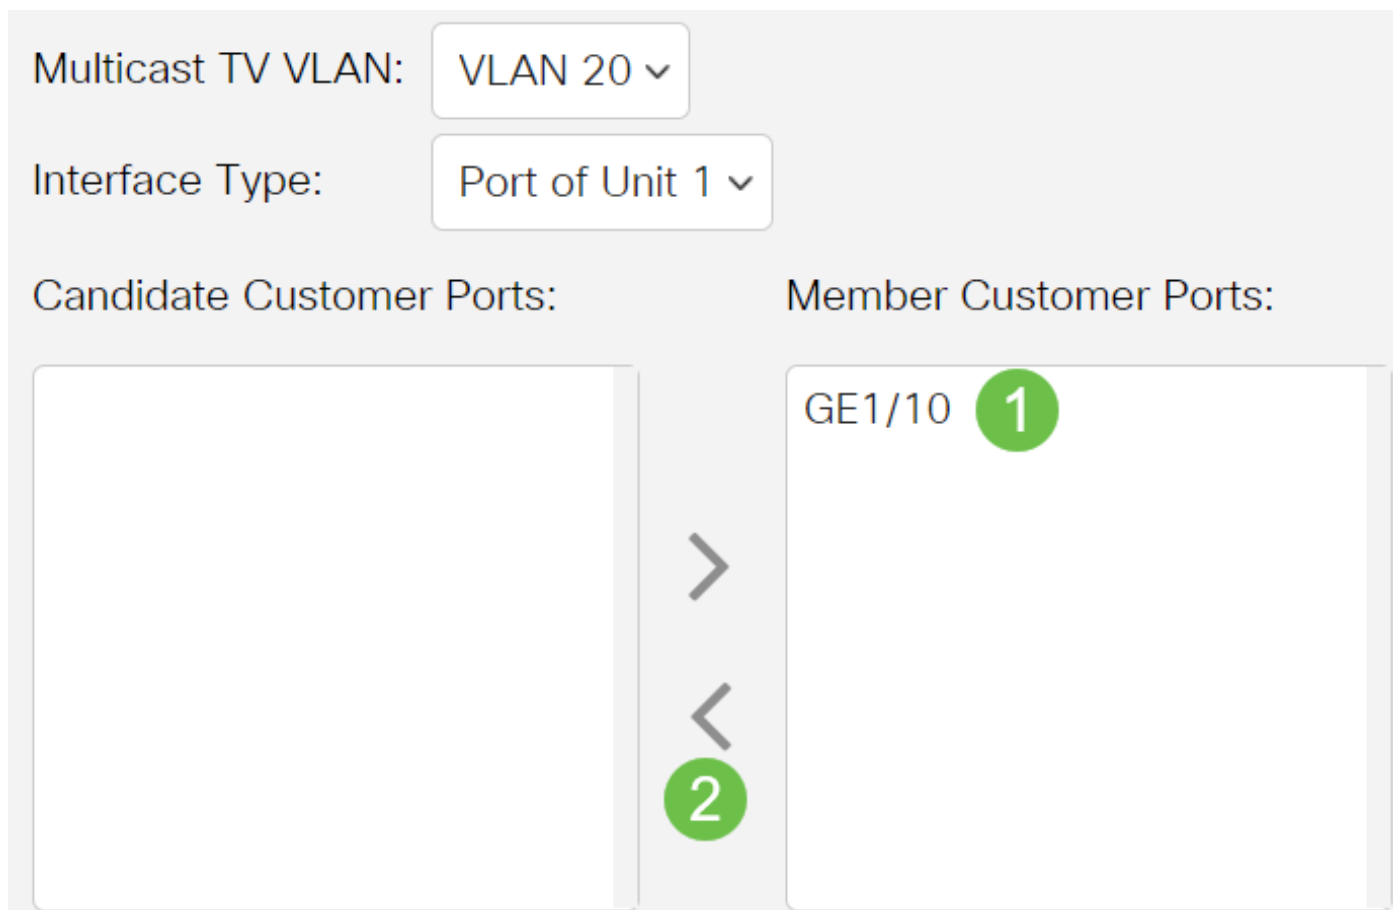 Multicast TV VLAN: VLAN 20
Interface Type: Port of Unit 1
Candidate Customer Ports: Member Customer Ports:
GE1/10 1
2